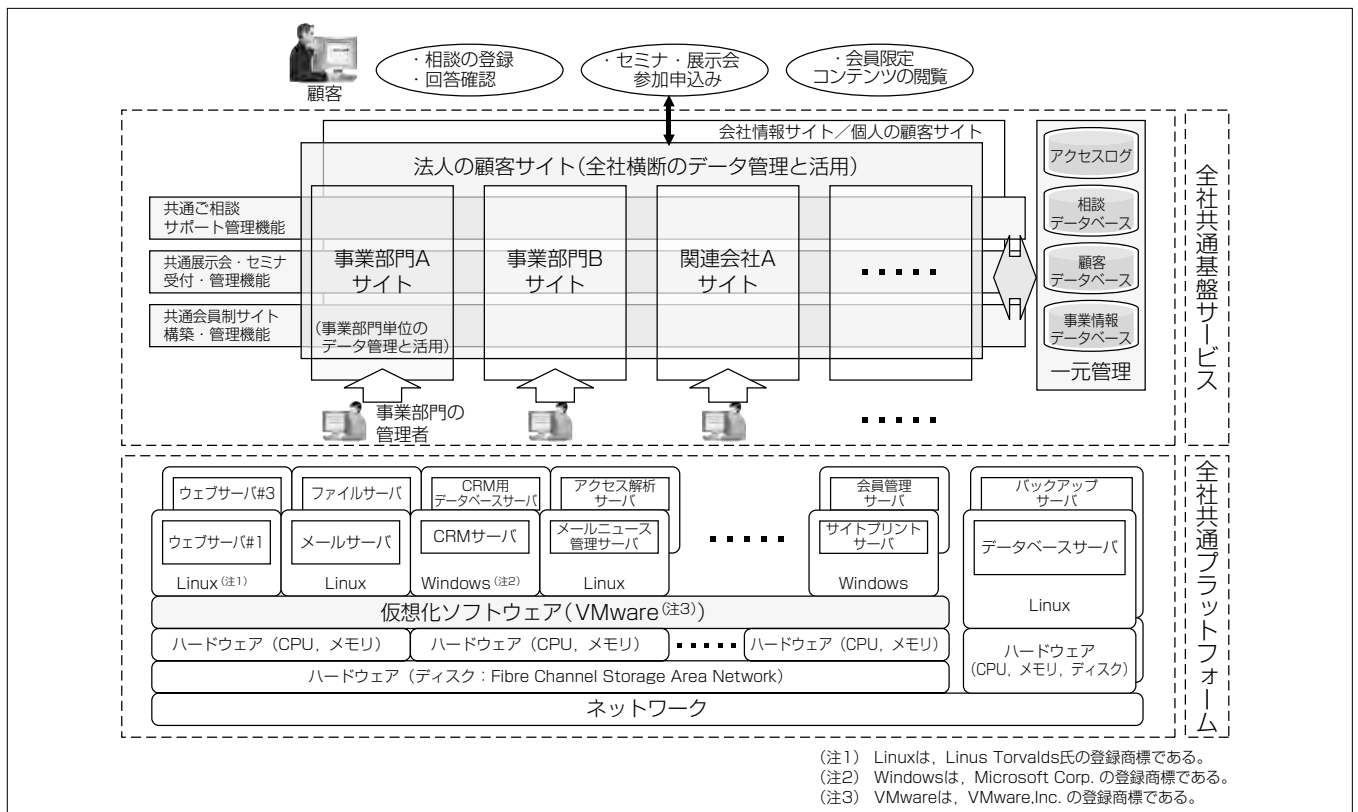 ・相談の登録
・回答確認
・セミナ・展示会
参加申込み
・会員限定
コンテンツの閲覧
顧客
会社情報サイト／個人の顧客サイト
法人の顧客サイト（全社横断のデータ管理と活用）
共通ご相談
サポート管理機能
共通展示会・セミナ
受付・管理機能
共通会員制サイト
構築・管理機能
事業部門A
サイト
（事業部門単位の
データ管理と活用）
事業部門B
サイト
関連会社A
サイト
・・・・・
アクセスログ
相談
データベース
顧客
データベース
事業情報
データベース
一元管理
全社共通基盤サービス
事業部門の
管理者
・・・・・
ウェブサーバ#3
ファイルサーバ
CRM用
データベースサーバ
アクセス解析
サーバ
会員管理
サーバ
バックアップ
サーバ
ウェブサーバ#1
メールサーバ
CRMサーバ
メールニュース
管理サーバ
・・・・・
サイトプリント
サーバ
データベースサーバ
Linux（注1）
Linux
Windows（注2）
Linux
Windows
Linux
仮想化ソフトウェア（VMware（注3））
ハードウェア（CPU，メモリ）
ハードウェア（CPU，メモリ）
・・・・・
ハードウェア（CPU，メモリ）
ハードウェア
（CPU，メモリ，ディスク）
ハードウェア（ディスク：Fibre Channel Storage Area Network）
ネットワーク
全社共通プラットフォーム
（注1） Linuxは，Linus Torvalds氏の登録商標である。
（注2） Windowsは，Microsoft Corp. の登録商標である。
（注3） VMwareは，VMware,Inc. の登録商標である。